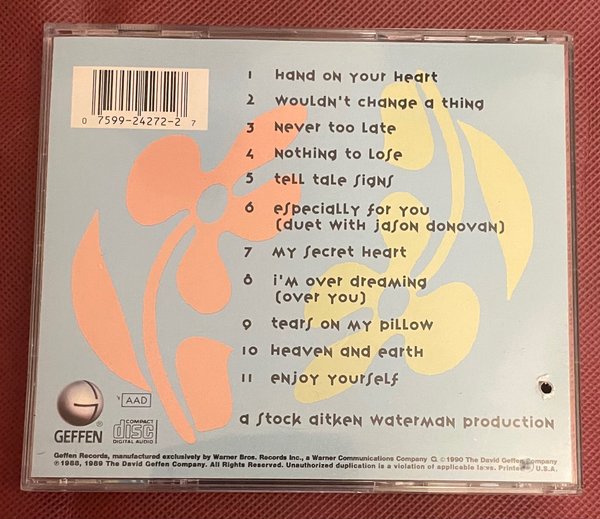 0 7599-24272-2 7
1 Hand on your Heart
2 Wouldn't change a thing
3 Never too Late
4 Nothing to Lose
5 Tell tale signs
6 Especially for you
(duet with Jason Donovan)
7 My secret Heart
8 I'm over dreaming
(over you)
9 Tears on my pillow
10 Heaven and Earth
11 Enjoy yourself
a Stock Aitken Waterman production
GEFFEN
®
AAD
COMPACT
disc
DIGITAL AUDIO
Geffen Records, manufactured exclusively by Warner Bros. Records Inc., a Warner Communications Company © 1990 The David Geffen Company
℗ 1988, 1989 The David Geffen Company. All Rights Reserved. Unauthorized duplication is a violation of applicable laws. Printed U.S.A.